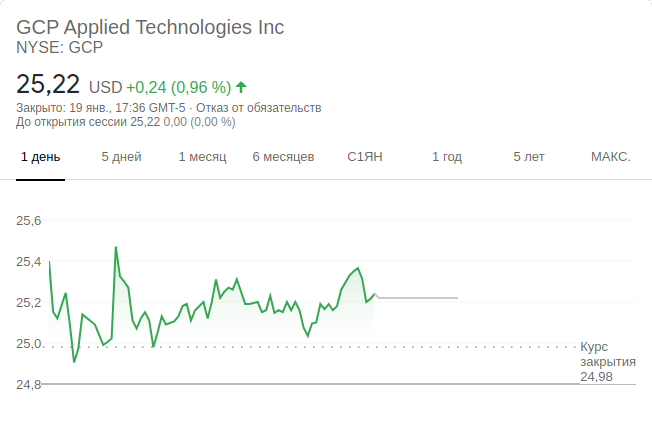 GCP Applied Technologies Inc
NYSE: GCP
25,22 USD +0,24 (0,96 %)
Закрыто: 19 янв., 17:36 GMT-5 · Отказ от обязательств
До открытия сессии 25,22 0,00 (0,00 %)
1 день 5 дней 1 месяц 6 месяцев С1ЯН 1 год 5 лет МАКС.
25,6
25,4
25,2
25,0
24,8
Курс
закрытия
24,98